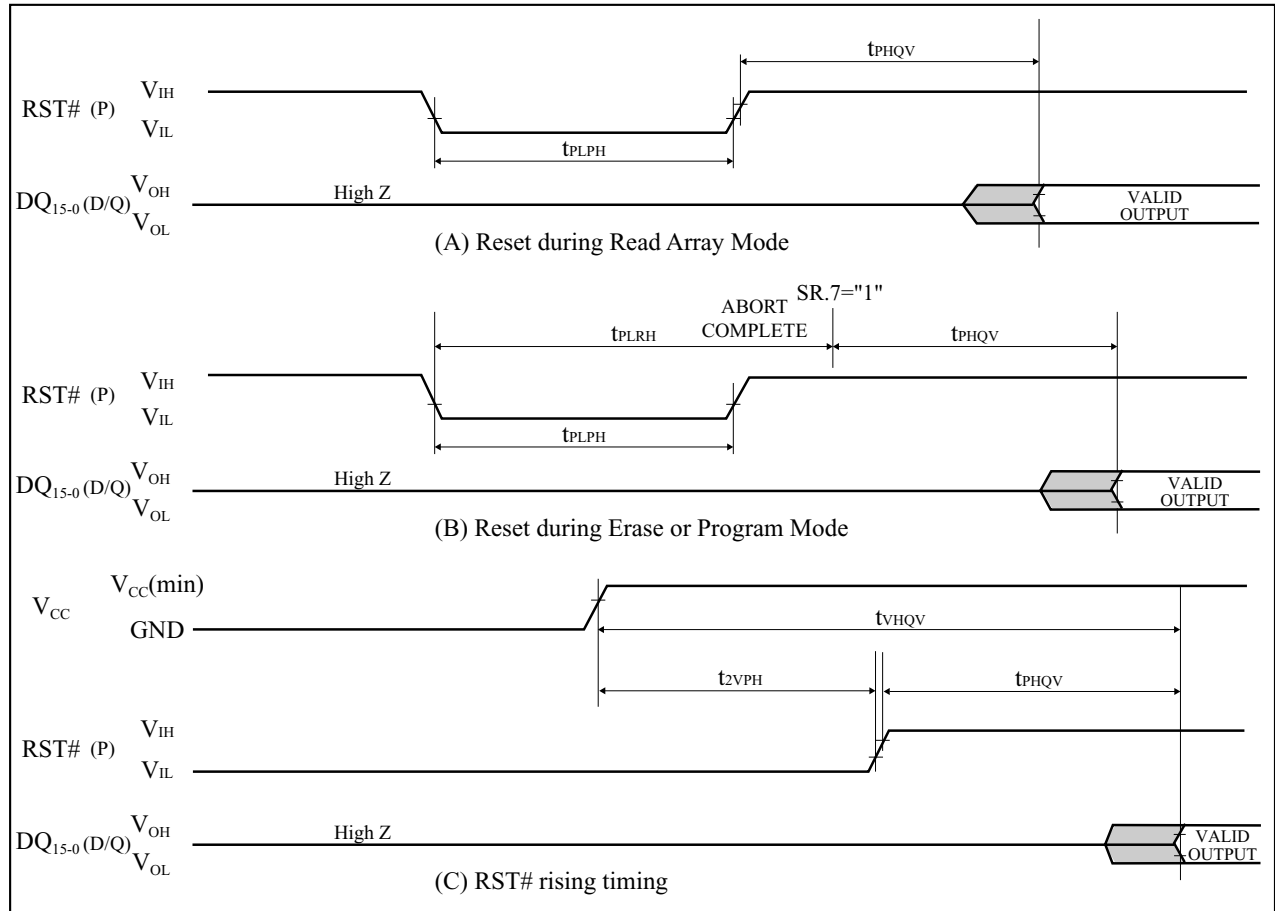 tPHQV
RST# (P)
VIH
VIL
tPLPH
DQ15-0 (D/Q)
VOH
VOL
High Z
VALID
OUTPUT
(A) Reset during Read Array Mode
SR.7="1"
ABORT
COMPLETE
tPLRH
tPHQV
RST# (P)
VIH
VIL
tPLPH
DQ15-0 (D/Q)
VOH
VOL
High Z
VALID
OUTPUT
(B) Reset during Erase or Program Mode
VCC
VCC(min)
GND
tVHQV
t2VPH
tPHQV
RST# (P)
VIH
VIL
DQ15-0 (D/Q)
VOH
VOL
High Z
VALID
OUTPUT
(C) RST# rising timing